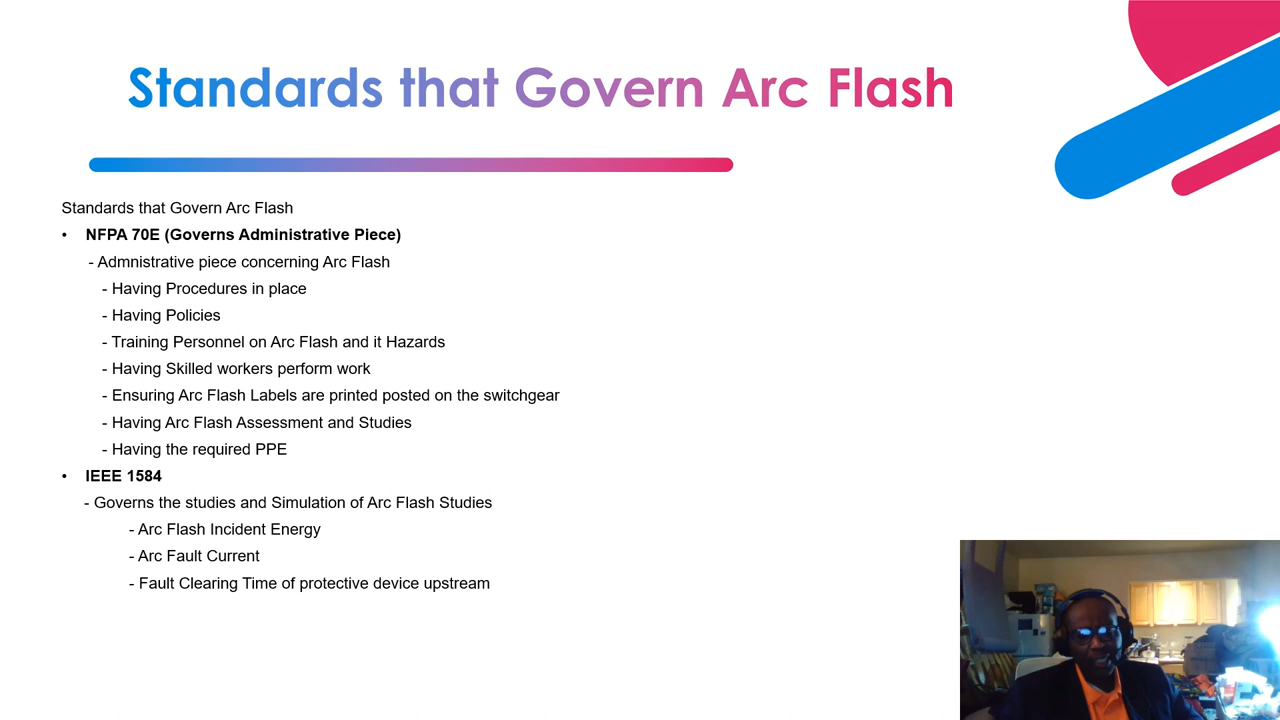 Standards that Govern Arc Flash
Standards that Govern Arc Flash
• NFPA 70E (Governs Administrative Piece)
- Admnistrative piece concerning Arc Flash
- Having Procedures in place
- Having Policies
- Training Personnel on Arc Flash and it Hazards
- Having Skilled workers perform work
- Ensuring Arc Flash Labels are printed posted on the switchgear
- Having Arc Flash Assessment and Studies
- Having the required PPE
• IEEE 1584
- Governs the studies and Simulation of Arc Flash Studies
- Arc Flash Incident Energy
- Arc Fault Current
- Fault Clearing Time of protective device upstream